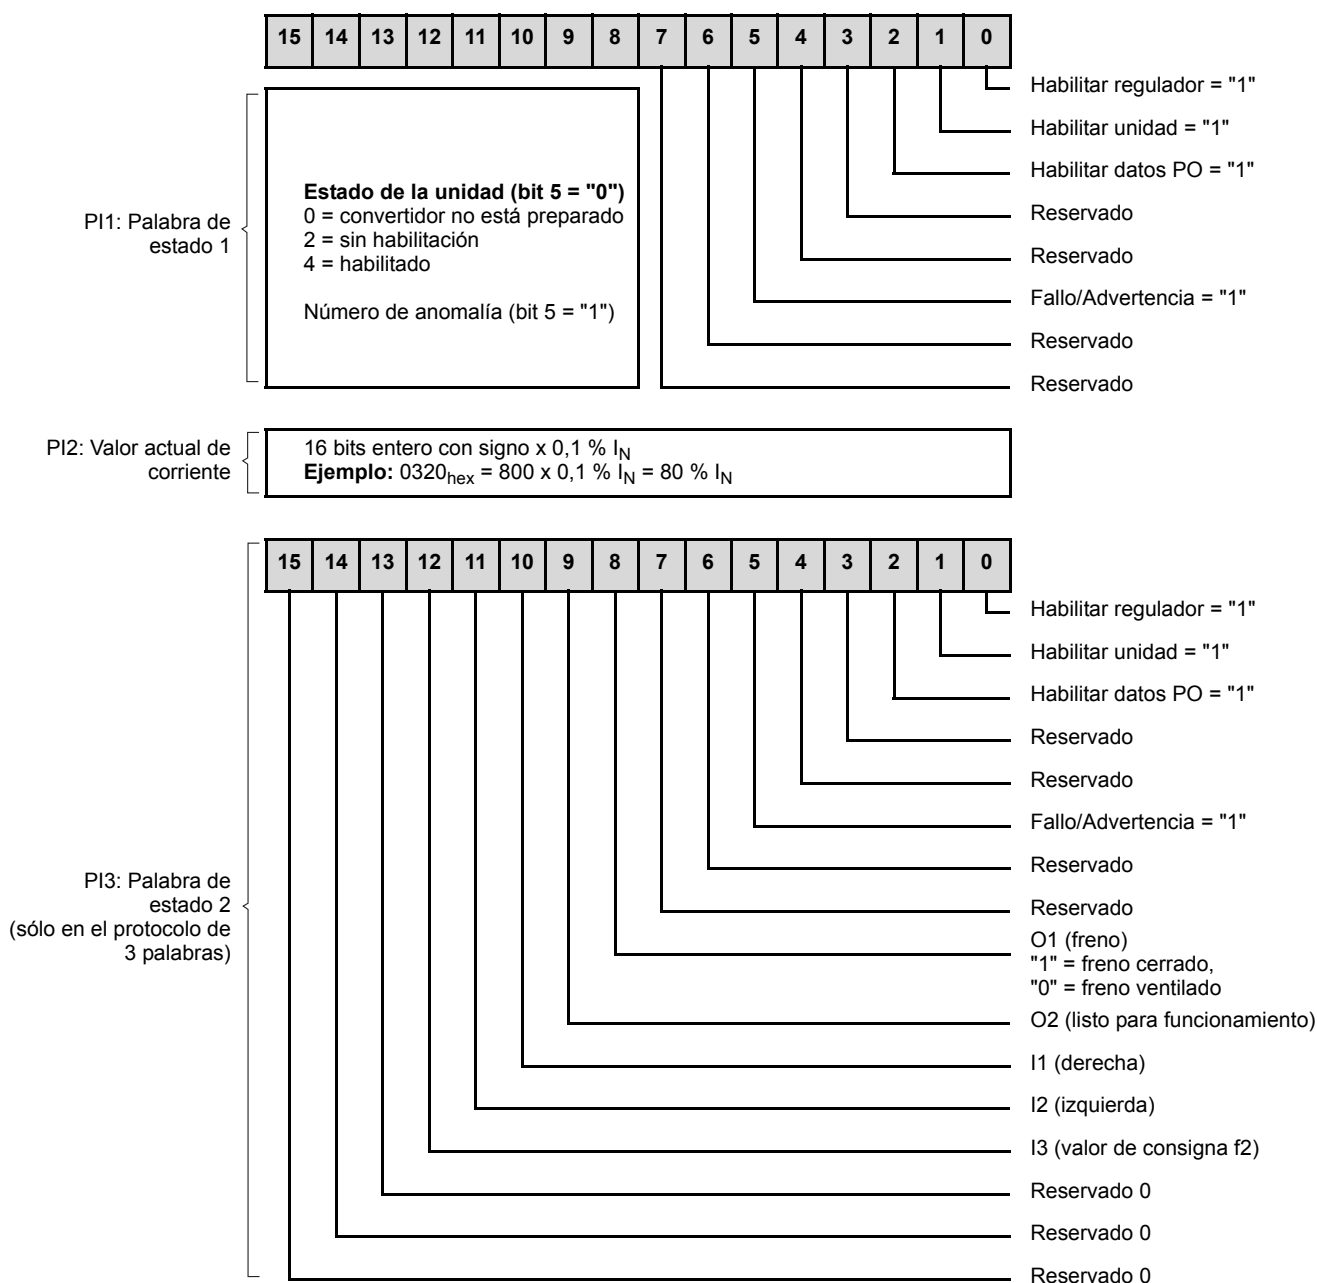 15 14 13 12 11 10 9 8 7 6 5 4 3 2 1 0
Habilitar regulador = "1"
Habilitar unidad = "1"
Habilitar datos PO = "1"
Reservado
Reservado
Fallo/Advertencia = "1"
Reservado
Reservado
PI1: Palabra de
estado 1
Estado de la unidad (bit 5 = "0")
0 = convertidor no está preparado
2 = sin habilitación
4 = habilitado
Número de anomalía (bit 5 = "1")
PI2: Valor actual de
corriente
16 bits entero con signo x 0,1 % IN
Ejemplo: 0320hex = 800 x 0,1 % IN = 80 % IN
15 14 13 12 11 10 9 8 7 6 5 4 3 2 1 0
Habilitar regulador = "1"
Habilitar unidad = "1"
Habilitar datos PO = "1"
Reservado
Reservado
Fallo/Advertencia = "1"
Reservado
Reservado
PI3: Palabra de
estado 2
(sólo en el protocolo de
3 palabras)
O1 (freno)
"1" = freno cerrado,
"0" = freno ventilado
O2 (listo para funcionamiento)
I1 (derecha)
I2 (izquierda)
I3 (valor de consigna f2)
Reservado 0
Reservado 0
Reservado 0